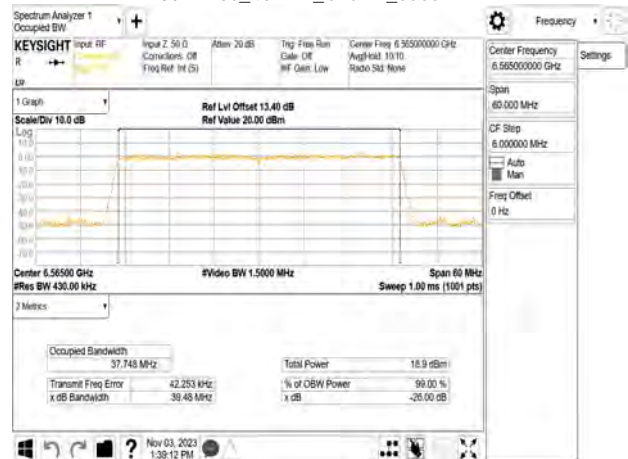 Spectrum Analyzer 1
Occupied BW
Frequency
KEYSIGHT
Input: RF
R
Input Z: 50 Ω
Corrections: Off
Freq Ref: Int (S)
Atten: 20 dB
Trig: Free Run
Gate: Off
#IF Gain: Low
Center Freq: 6.565000000 GHz
Avg|Hold: 10/10
Radio Std: None
Center Frequency
6.565000000 GHz
Settings
Span
60.000 MHz
CF Step
6.000000 MHz
Auto
Man
Freq Offset
0 Hz
1 Graph
Scale/Div 10.0 dB
Ref Lvl Offset 13.40 dB
Ref Value 20.00 dBm
Log
Center 6.56500 GHz
#Res BW 430.00 kHz
#Video BW 1.5000 MHz
Span 60 MHz
Sweep 1.00 ms (1001 pts)
2 Metrics
Occupied Bandwidth
37.748 MHz
Total Power
18.9 dBm
Transmit Freq Error
42.253 kHz
% of OBW Power
99.00 %
x dB Bandwidth
39.48 MHz
x dB
-26.00 dB
Nov 03, 2023
1:39:12 PM